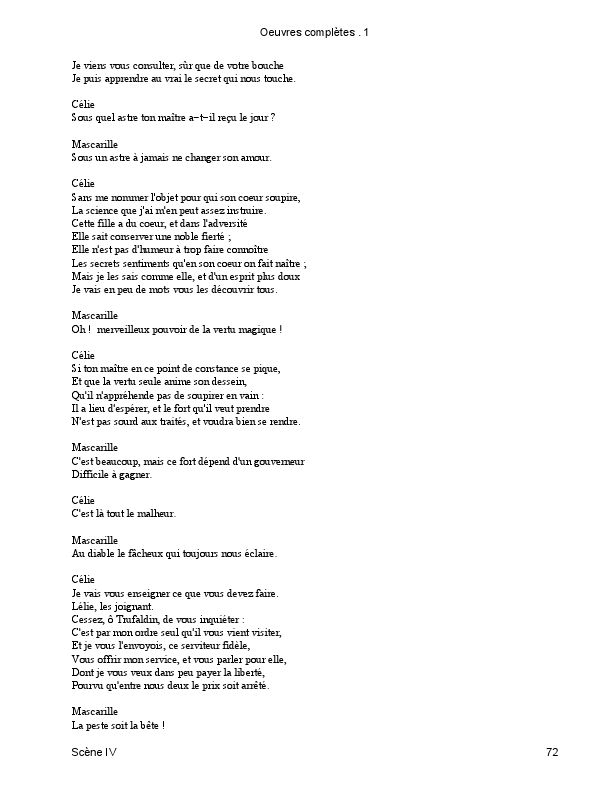 Oeuvres complètes . 1
Je viens vous consulter, sûr que de votre bouche
Je puis apprendre au vrai le secret qui nous touche.
Célie
Sous quel astre ton maître a-t-il reçu le jour ?
Mascarille
Sous un astre à jamais ne changer son amour.
Célie
Sans me nommer l'objet pour qui son coeur soupire,
La science que j'ai m'en peut assez instruire.
Cette fille a du coeur, et dans l'adversité
Elle sait conserver une noble fierté ;
Elle n'est pas d'humeur à trop faire connoître
Les secrets sentiments qu'en son coeur on fait naître ;
Mais je les sais comme elle, et d'un esprit plus doux
Je vais en peu de mots vous les découvrir tous.
Mascarille
Oh ! merveilleux pouvoir de la vertu magique !
Célie
Si ton maître en ce point de constance se pique,
Et que la vertu seule anime son dessein,
Qu'il n'appréhende pas de soupirer en vain :
Il a lieu d'espérer, et le fort qu'il veut prendre
N'est pas sourd aux traités, et voudra bien se rendre.
Mascarille
C'est beaucoup, mais ce fort dépend d'un gouverneur
Difficile à gagner.
Célie
C'est là tout le malheur.
Mascarille
Au diable le fâcheux qui toujours nous éclaire.
Célie
Je vais vous enseigner ce que vous devez faire.
Lélie, les joignant.
Cessez, ô Trufaldin, de vous inquiéter :
C'est par mon ordre seul qu'il vous vient visiter,
Et je vous l'envoyois, ce serviteur fidèle,
Vous offrir mon service, et vous parler pour elle,
Dont je vous veux dans peu payer la liberté,
Pourvu qu'entre nous deux le prix soit arrêté.
Mascarille
La peste soit la bête !
Scène IV
72